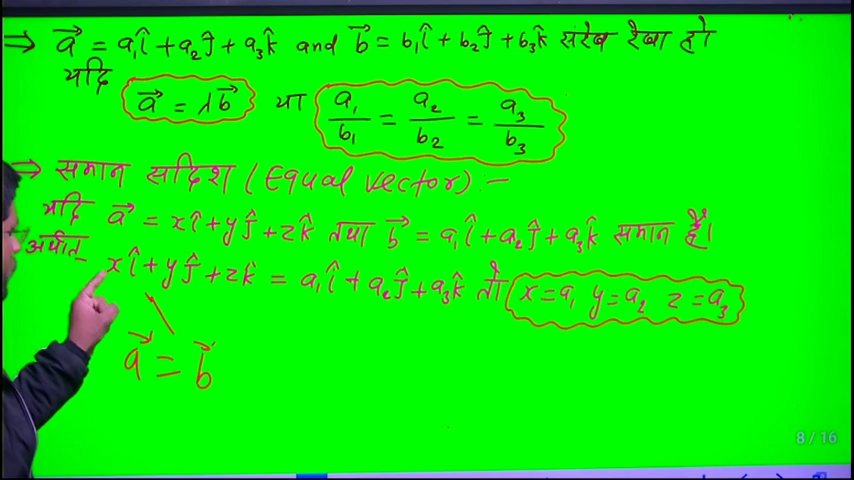 ⇒ a⃗ = a₁î + a₂ĵ + a₃k̂ and b⃗ = b₁î + b₂ĵ + b₃k̂ संरेब रेखा हो
यदि a⃗ = λb⃗ या a₁/b₁ = a₂/b₂ = a₃/b₃
⇒ समान सदिश (Equal vector) :-
यदि a⃗ = xî + yĵ + zk̂ तथा b⃗ = a₁î + a₂ĵ + a₃k̂ समान हैं।
अर्थात xî + yĵ + zk̂ = a₁î + a₂ĵ + a₃k̂ तो x = a₁ y = a₂ z = a₃
a⃗ = b⃗
8/16